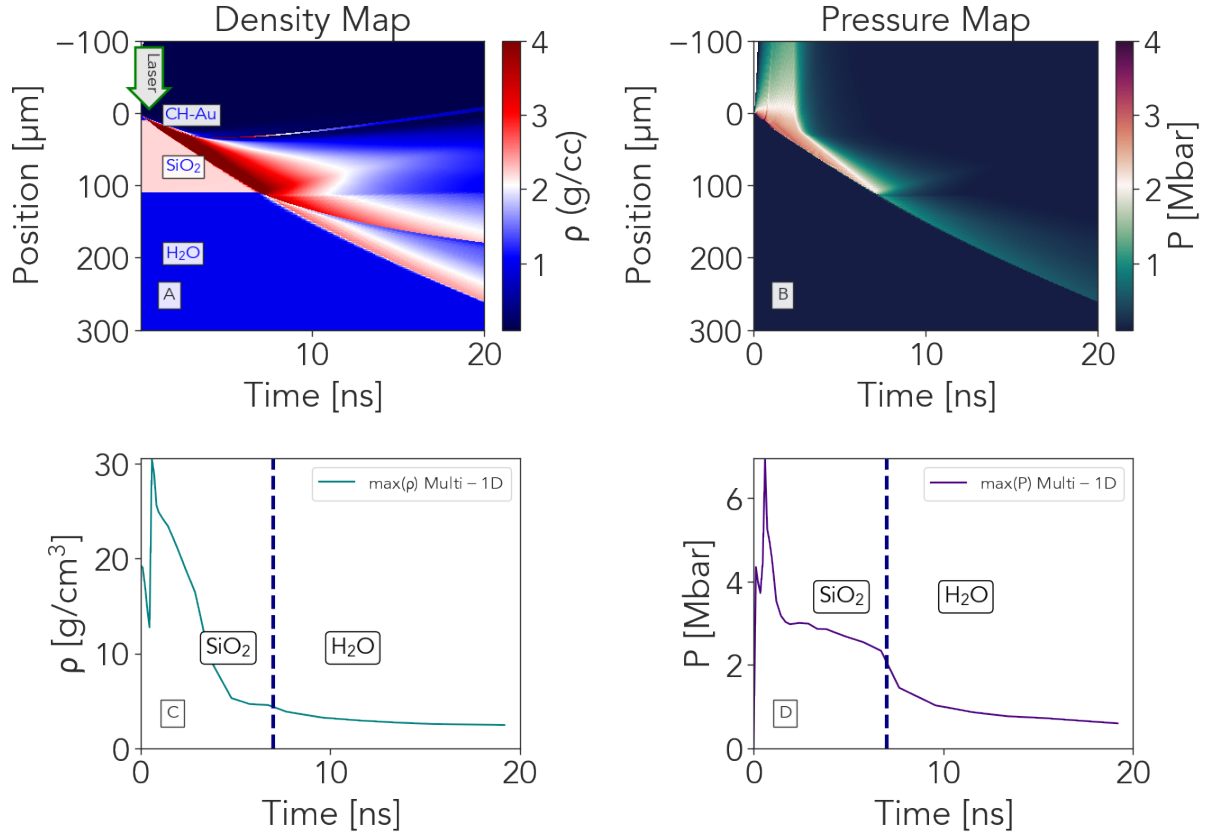 Density Map
−100
0
100
200
300
10
20
Position [μm]
Time [ns]
Laser
CH-Au
SiO₂
H₂O
A
4
3
2
1
ρ (g/cc)
Pressure Map
−100
0
100
200
300
0
10
20
Position [μm]
Time [ns]
B
4
3
2
1
P [Mbar]
30
20
10
0
0
10
20
ρ [g/cm³]
Time [ns]
max(ρ) Multi − 1D
SiO₂
H₂O
C
6
4
2
0
0
10
20
P [Mbar]
Time [ns]
max(P) Multi − 1D
SiO₂
H₂O
D